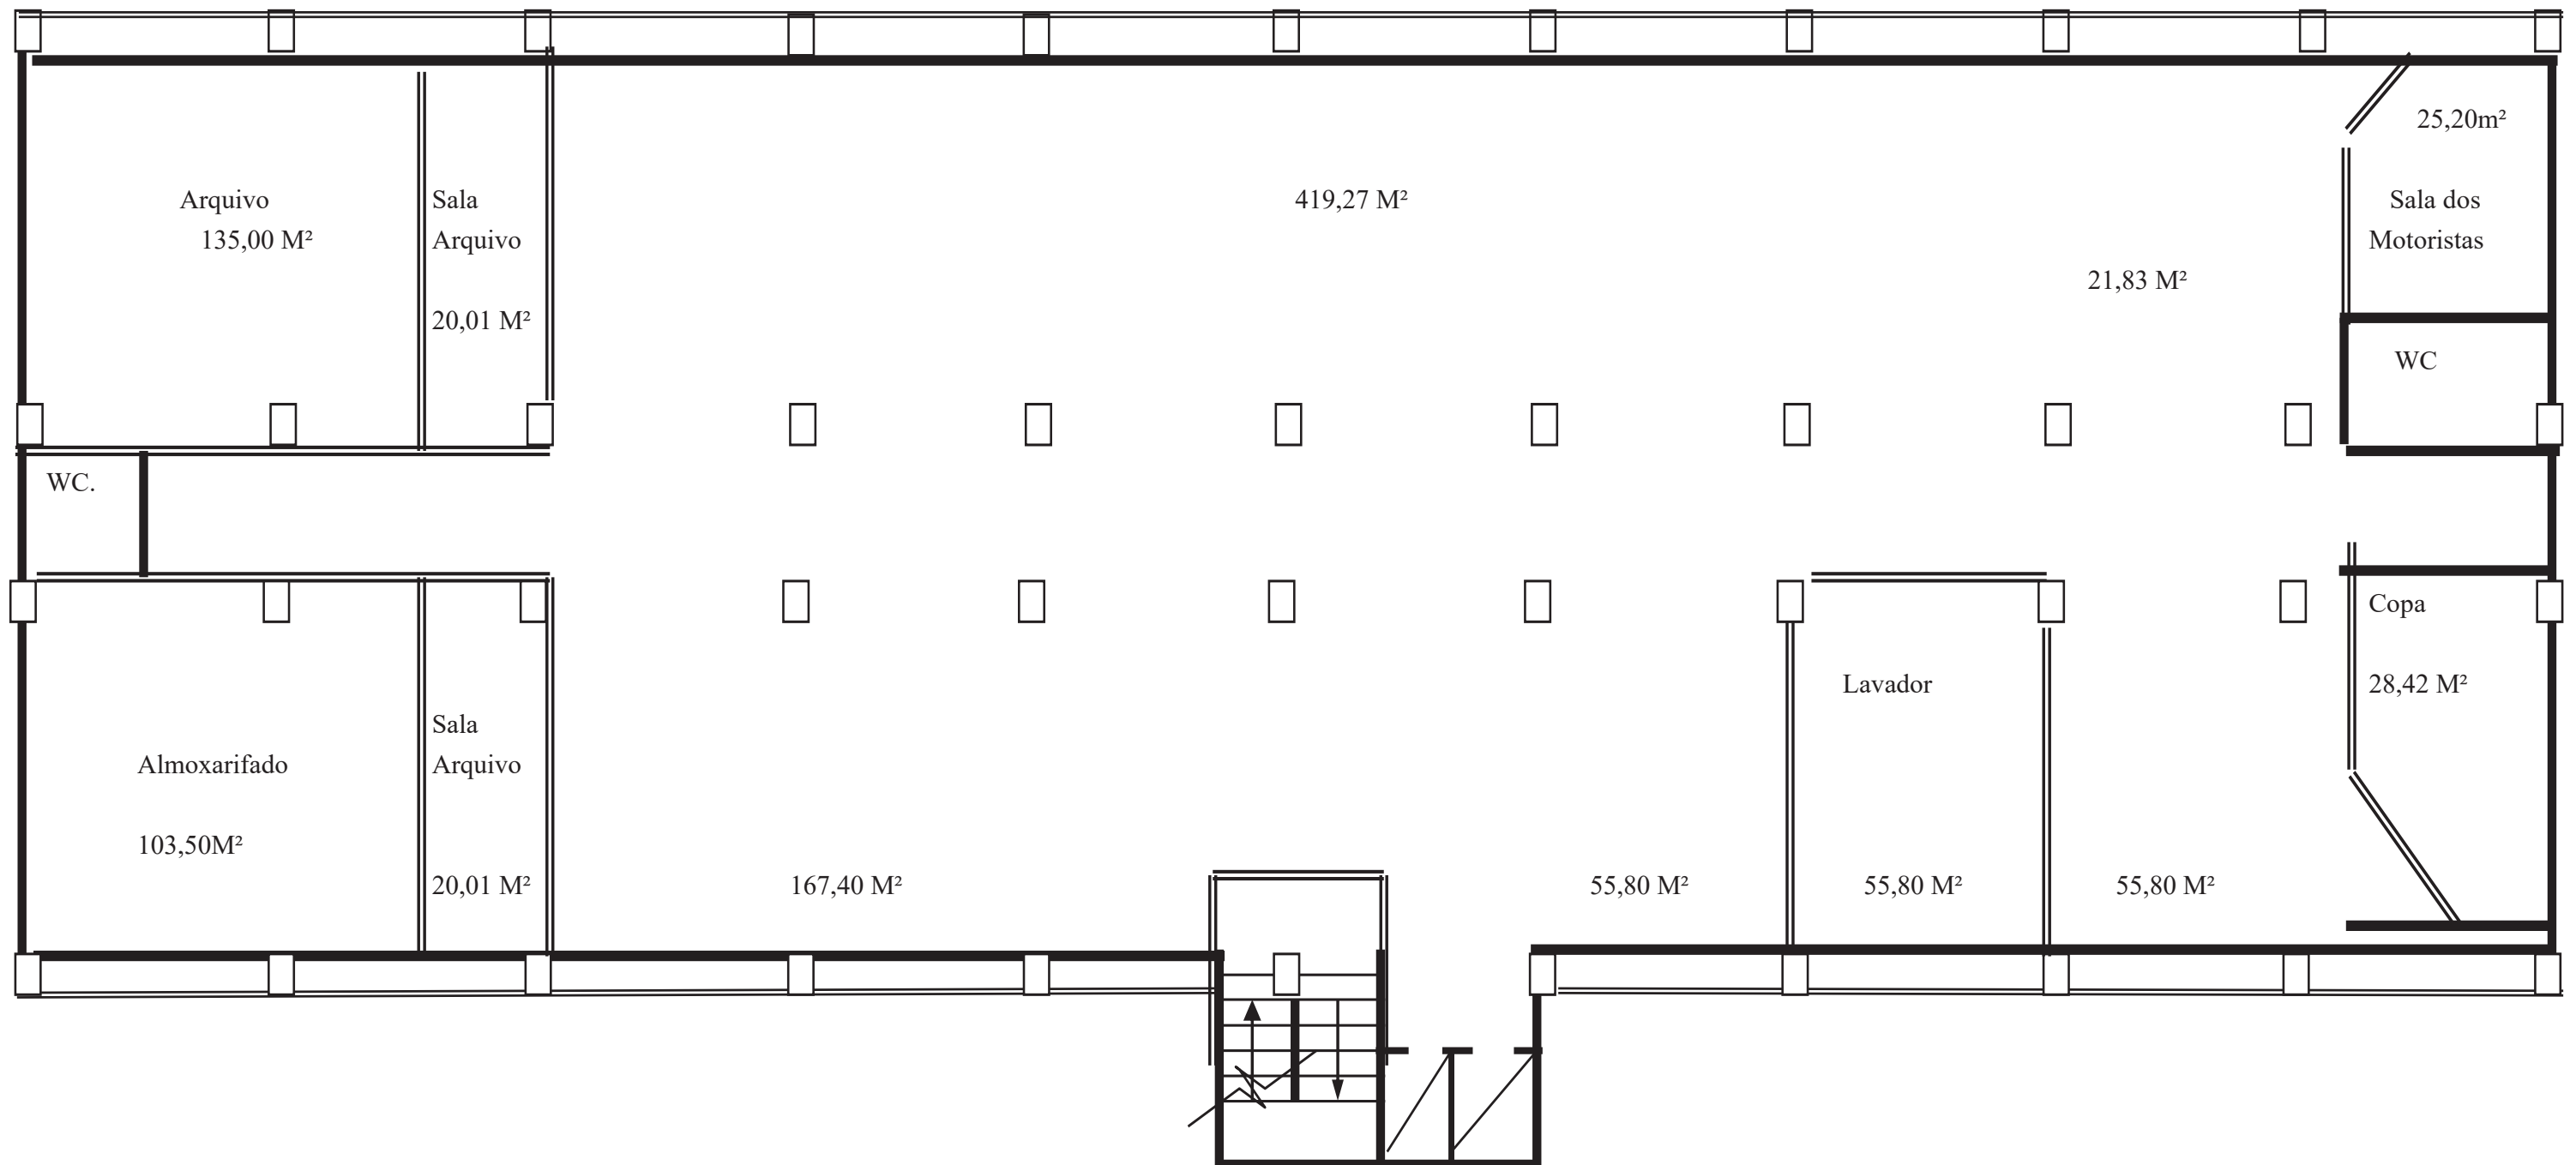 25,20m²
Arquivo
135,00 M²
Sala
Arquivo
20,01 M²
419,27 M²
21,83 M²
Sala dos
Motoristas
WC
WC.
Almoxarifado
103,50M²
Sala
Arquivo
20,01 M²
167,40 M²
55,80 M²
Lavador
55,80 M²
55,80 M²
Copa
28,42 M²